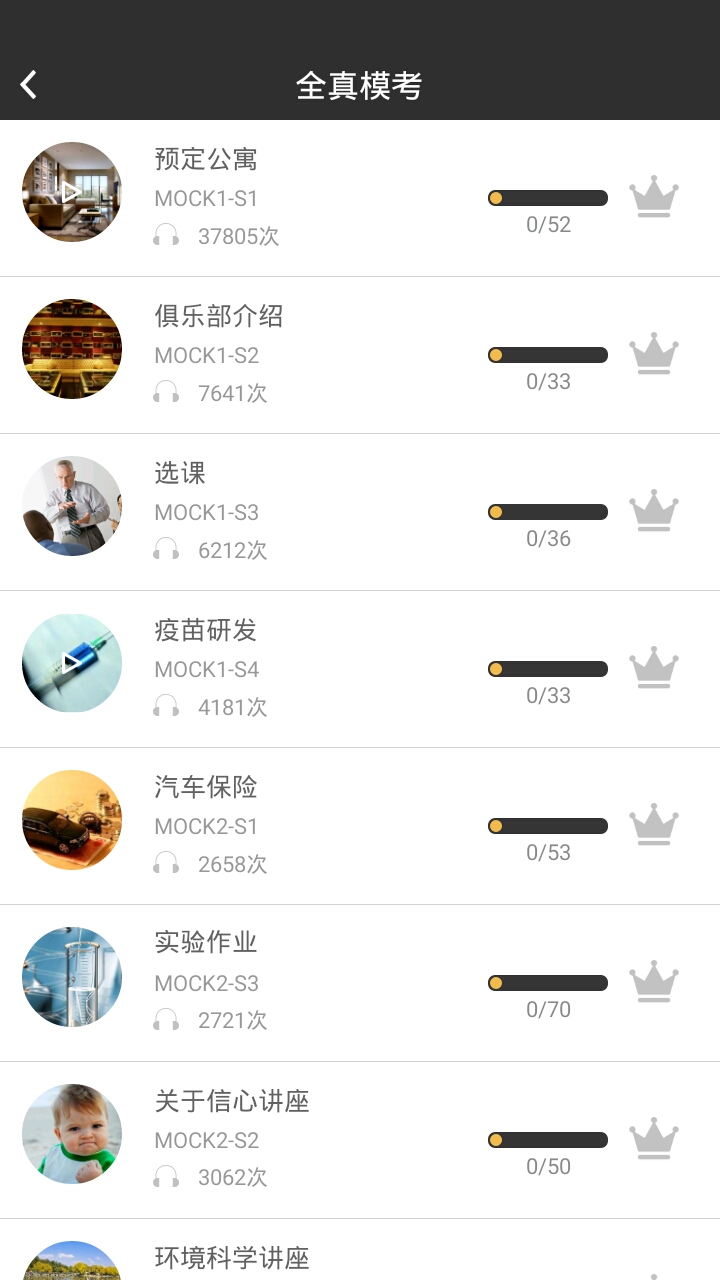 全真模考
预定公寓
MOCK1-S1
37805次
0/52
俱乐部介绍
MOCK1-S2
7641次
0/33
选课
MOCK1-S3
6212次
0/36
疫苗研发
MOCK1-S4
4181次
0/33
汽车保险
MOCK2-S1
2658次
0/53
实验作业
MOCK2-S3
2721次
0/70
关于信心讲座
MOCK2-S2
3062次
0/50
环境科学讲座